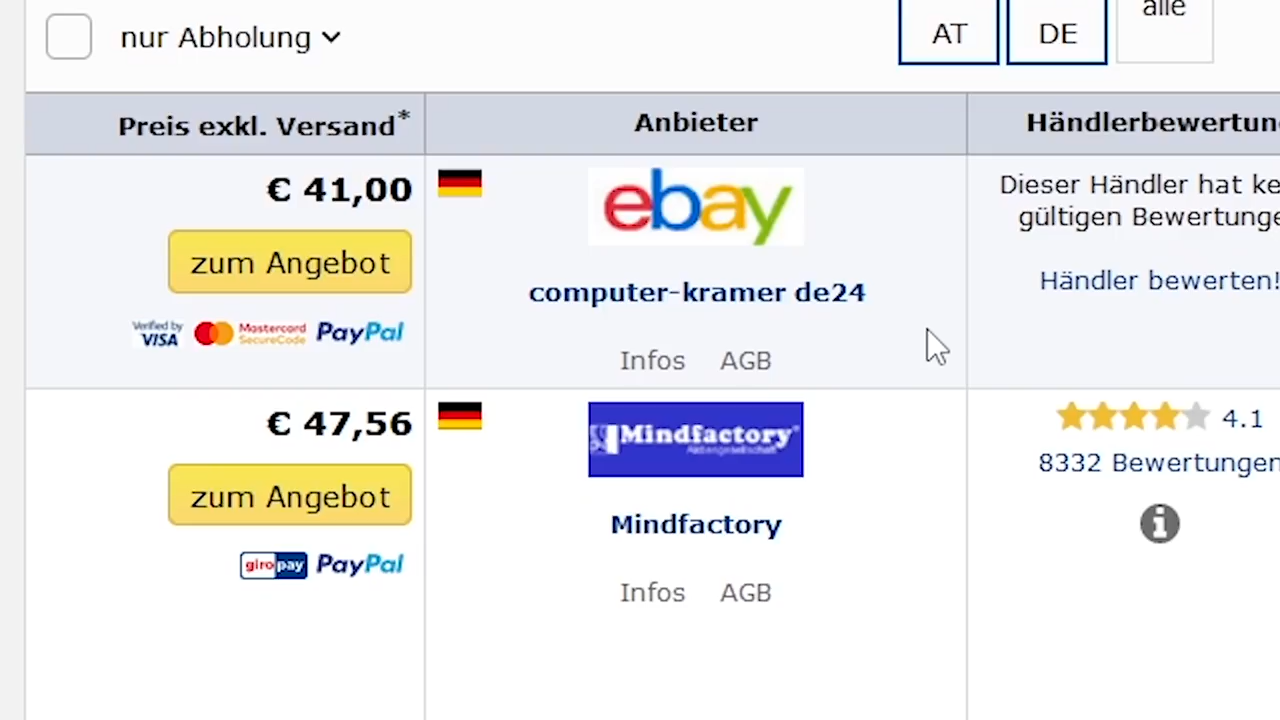 alle
nur Abholung
AT
DE
Preis exkl. Versand*
Anbieter
Händlerbewertun
€ 41,00
zum Angebot
Verified by
VISA
Mastercard
SecureCode
PayPal
ebay
computer-kramer de24
Infos AGB
Dieser Händler hat ke
gültigen Bewertunge
Händler bewerten!
€ 47,56
zum Angebot
giropay
PayPal
Mindfactory
Aktiengesellschaft
Mindfactory
Infos AGB
4.1
8332 Bewertungen